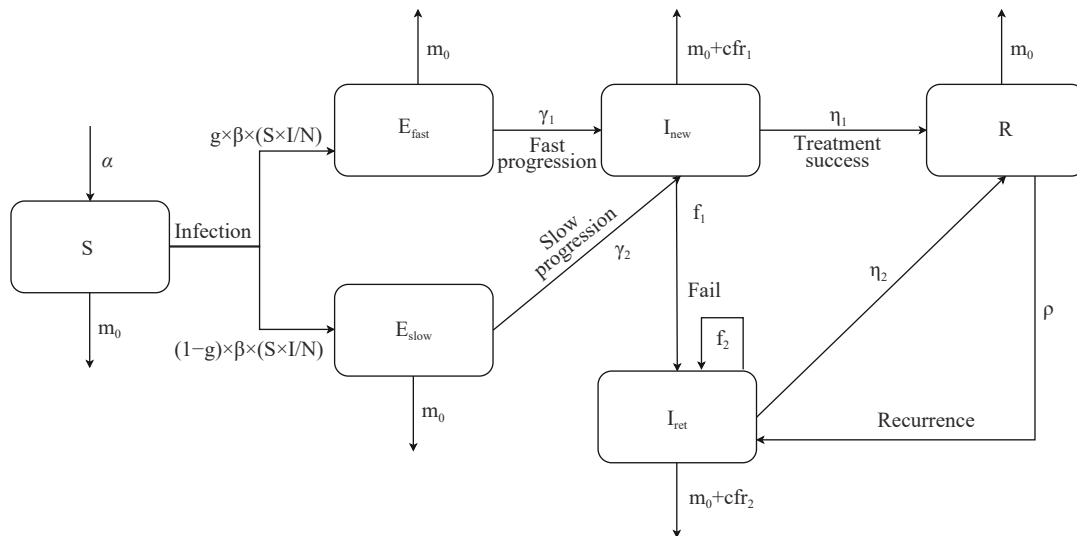 α
S
m₀
Infection
g×β×(S×I/N)
(1−g)×β×(S×I/N)
m₀
E_fast
E_slow
m₀
γ₁
Fast
progression
Slow
progression
γ₂
m₀+cfr₁
I_new
η₁
Treatment
success
f₁
Fail
f₂
I_ret
m₀+cfr₂
m₀
R
η₂
ρ
Recurrence